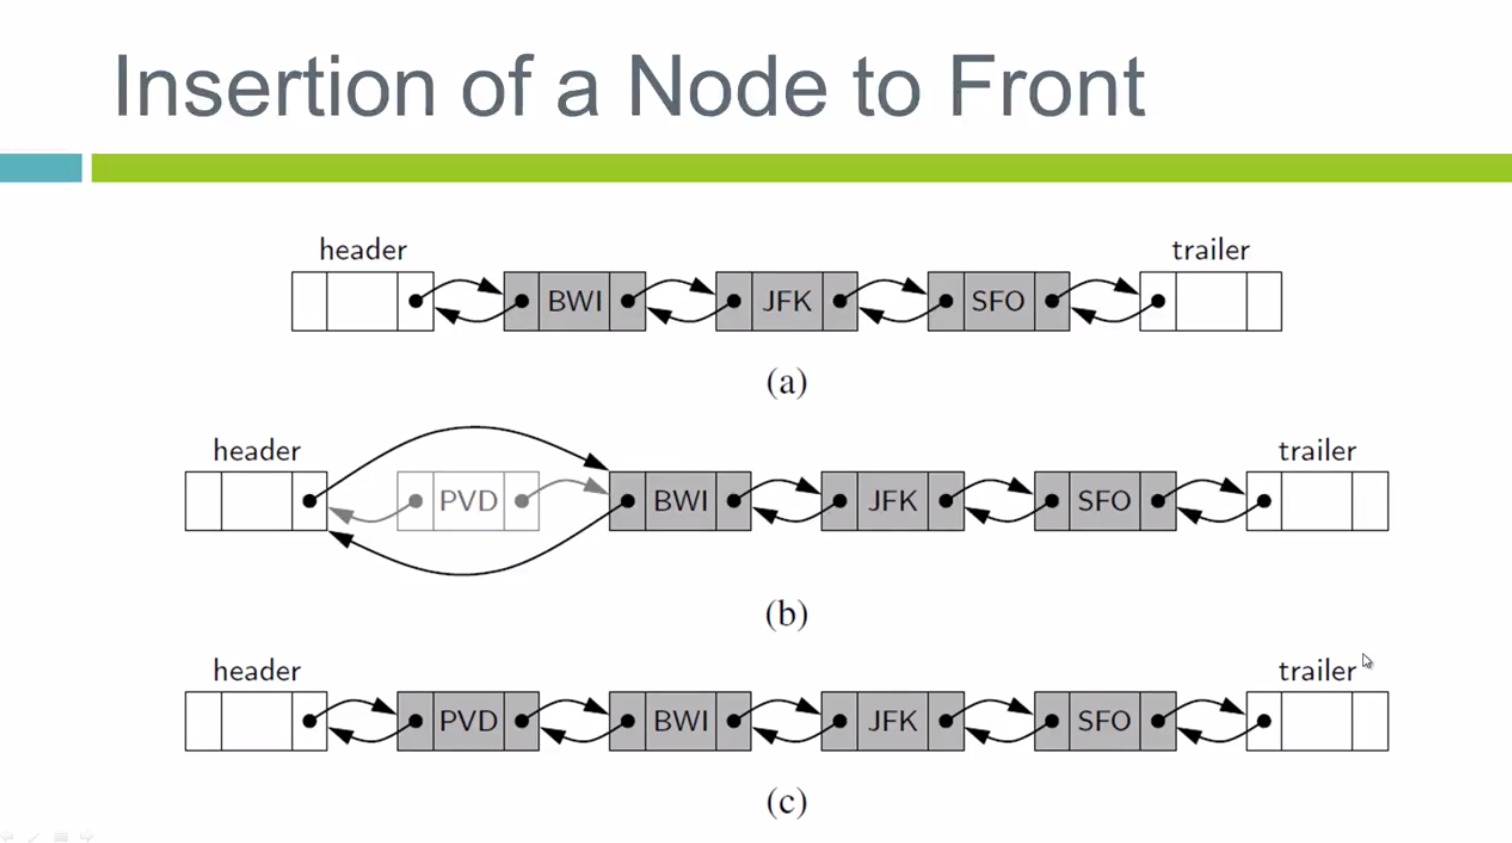 Insertion of a Node to Front
header trailer
BWI JFK SFO
(a)
header trailer
PVD BWI JFK SFO
(b)
header trailer
PVD BWI JFK SFO
(c)